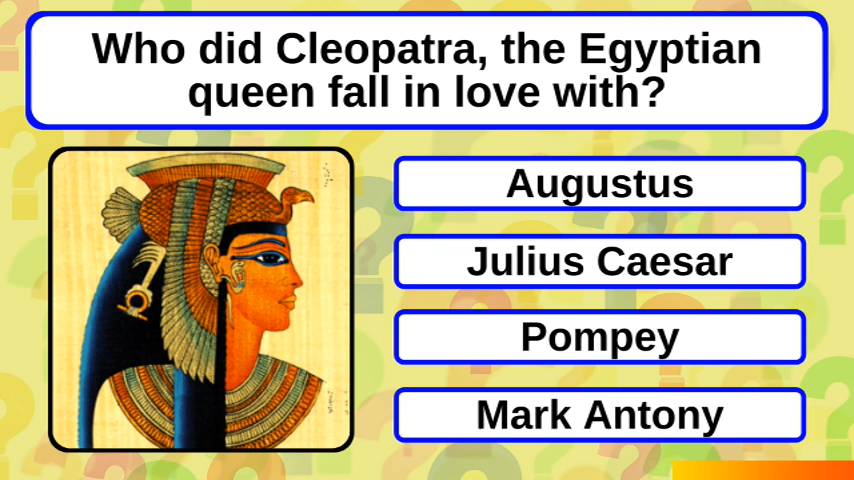 Who did Cleopatra, the Egyptian
queen fall in love with?
Augustus
Julius Caesar
Pompey
Mark Antony